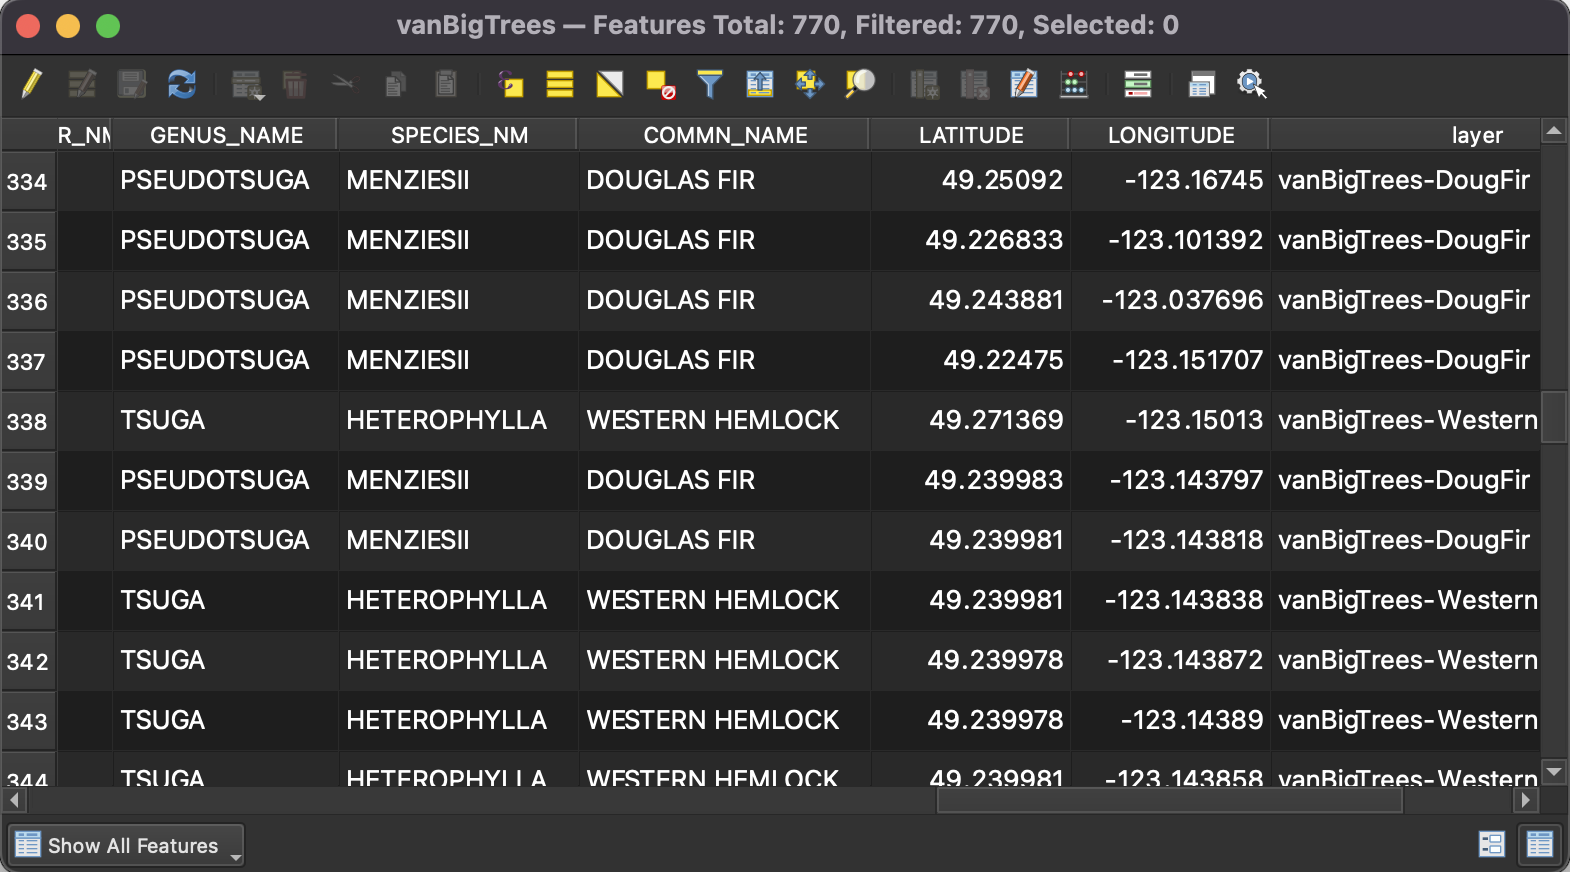 vanBigTrees — Features Total: 770, Filtered: 770, Selected: 0
R_NM GENUS_NAME SPECIES_NM COMMN_NAME LATITUDE LONGITUDE layer
334 PSEUDOTSUGA MENZIESII DOUGLAS FIR 49.25092 -123.16745 vanBigTrees-DougFir
335 PSEUDOTSUGA MENZIESII DOUGLAS FIR 49.226833 -123.101392 vanBigTrees-DougFir
336 PSEUDOTSUGA MENZIESII DOUGLAS FIR 49.243881 -123.037696 vanBigTrees-DougFir
337 PSEUDOTSUGA MENZIESII DOUGLAS FIR 49.22475 -123.151707 vanBigTrees-DougFir
338 TSUGA HETEROPHYLLA WESTERN HEMLOCK 49.271369 -123.15013 vanBigTrees-Western
339 PSEUDOTSUGA MENZIESII DOUGLAS FIR 49.239983 -123.143797 vanBigTrees-DougFir
340 PSEUDOTSUGA MENZIESII DOUGLAS FIR 49.239981 -123.143818 vanBigTrees-DougFir
341 TSUGA HETEROPHYLLA WESTERN HEMLOCK 49.239981 -123.143838 vanBigTrees-Western
342 TSUGA HETEROPHYLLA WESTERN HEMLOCK 49.239978 -123.143872 vanBigTrees-Western
343 TSUGA HETEROPHYLLA WESTERN HEMLOCK 49.239978 -123.14389 vanBigTrees-Western
344 TSUGA HETEROPHYLLA WESTERN HEMLOCK 49.239981 -123.143858 vanBigTrees-Western
Show All Features